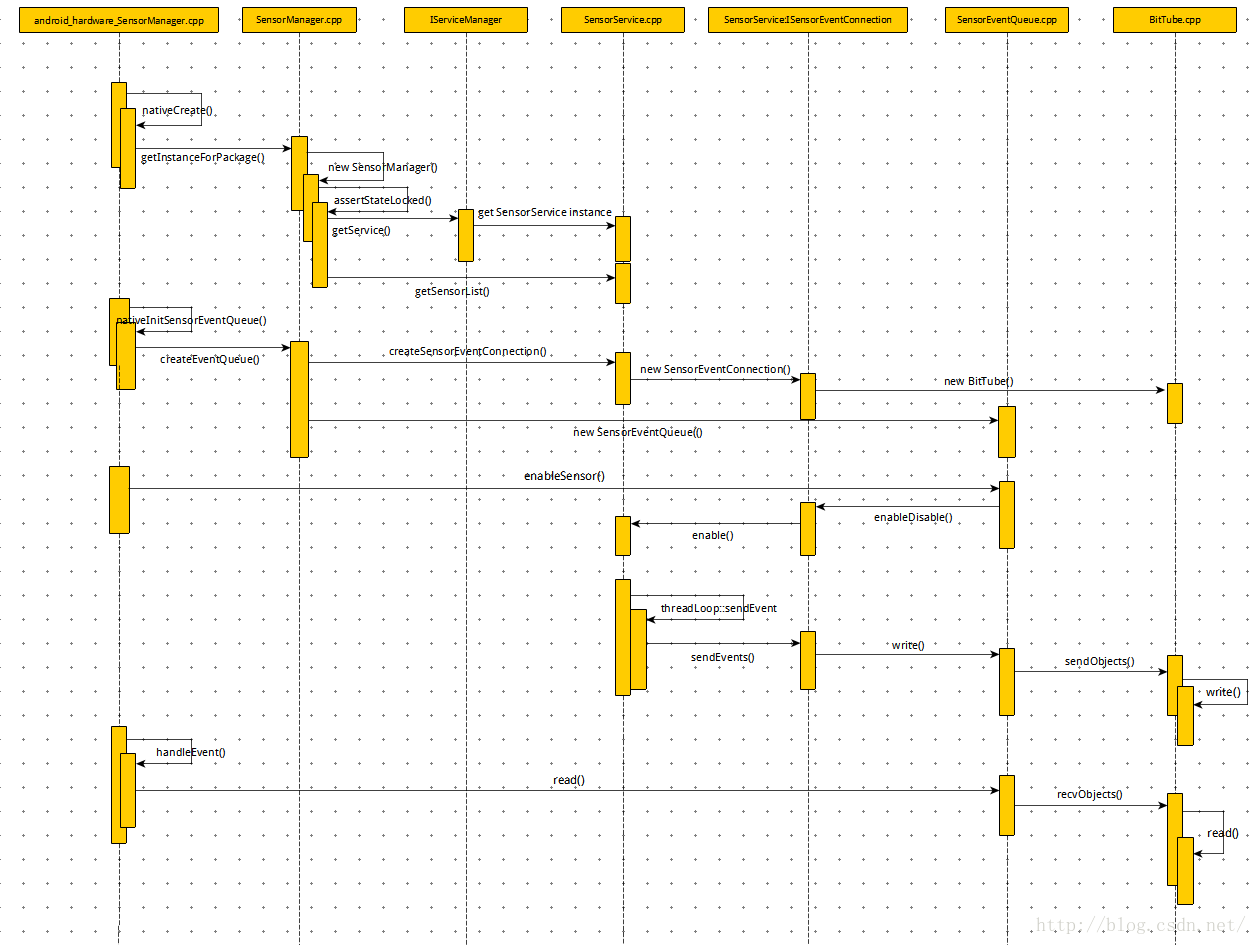 android_hardware_SensorManager.cpp
SensorManager.cpp
IServiceManager
SensorService.cpp
SensorService:ISensorEventConnection
SensorEventQueue.cpp
BitTube.cpp
nativeCreate()
getInstanceForPackage()
new SensorManager()
assertStateLocked()
get SensorService instance
getService()
getSensorList()
nativeInitSensorEventQueue()
createSensorEventConnection()
createEventQueue()
new SensorEventConnection()
new BitTube()
new SensorEventQueue(()
enableSensor()
enableDisable()
enable()
threadLoop::sendEvent
write()
sendEvents()
sendObjects()
write()
handleEvent()
read()
recvObjects()
read()
http://blog.csdn.net/